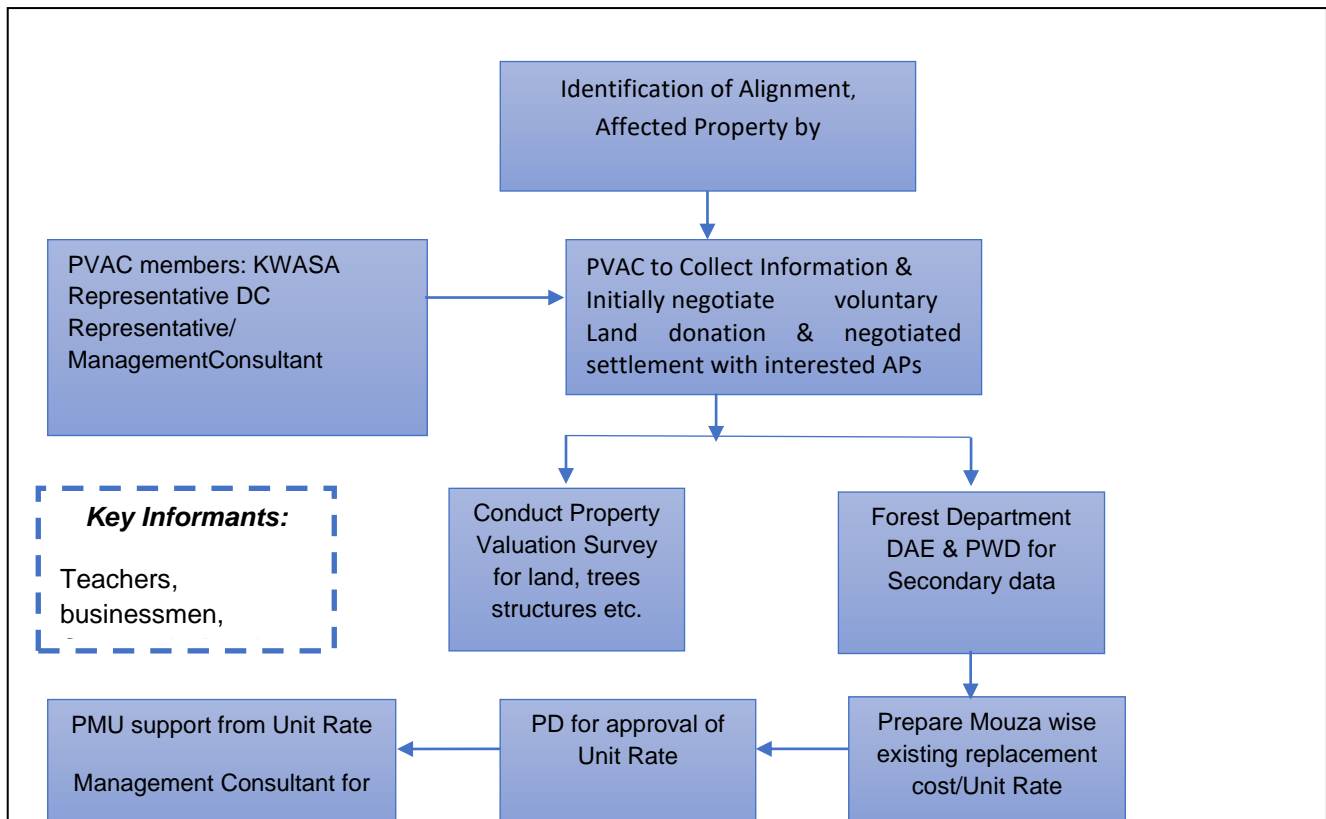 Identification of Alignment,
Affected Property by
PVAC members: KWASA
Representative DC
Representative/
ManagementConsultant
PVAC to Collect Information &
Initially negotiate voluntary
Land donation & negotiated
settlement with interested APs
Key Informants:
Teachers,
businessmen,
Conduct Property
Valuation Survey
for land, trees
structures etc.
Forest Department
DAE & PWD for
Secondary data
PMU support from Unit Rate
Management Consultant for
PD for approval of
Unit Rate
Prepare Mouza wise
existing replacement
cost/Unit Rate